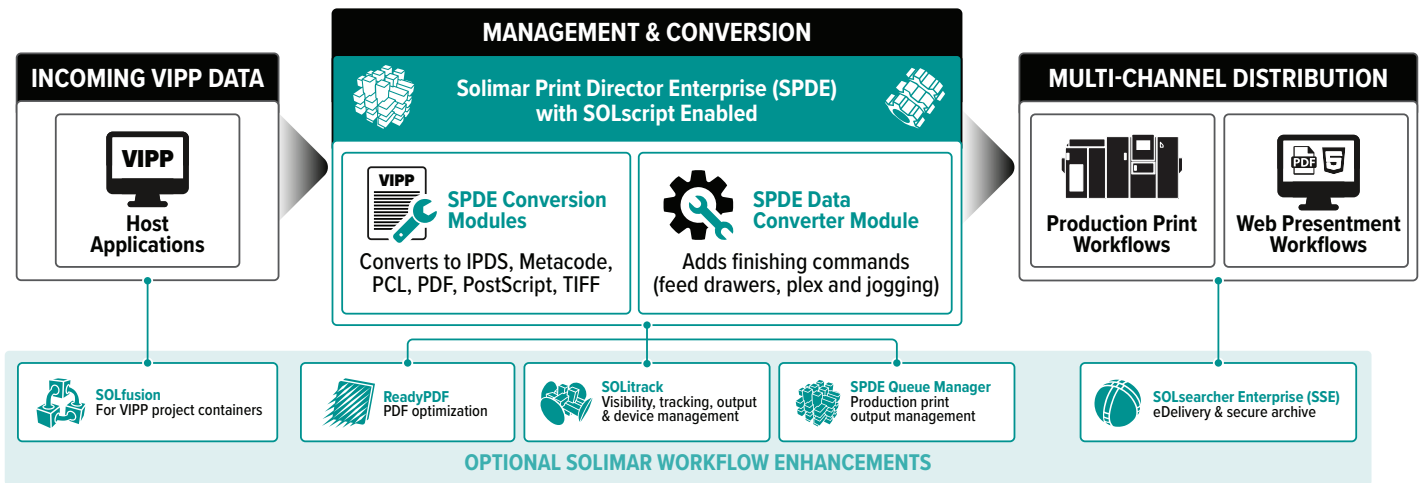 INCOMING VIPP DATA
VIPP
Host
Applications
MANAGEMENT & CONVERSION
Solimar Print Director Enterprise (SPDE)
with SOLscript Enabled
VIPP
SPDE Conversion
Modules
Converts to IPDS, Metacode,
PCL, PDF, PostScript, TIFF
SPDE Data
Converter Module
Adds finishing commands
(feed drawers, plex and jogging)
MULTI-CHANNEL DISTRIBUTION
Production Print
Workflows
PDF
5
Web Presentment
Workflows
SOLfusion
For VIPP project containers
ReadyPDF
PDF optimization
SOLitrack
Visibility, tracking, output
& device management
SPDE Queue Manager
Production print
output management
SOLsearcher Enterprise (SSE)
eDelivery & secure archive
OPTIONAL SOLIMAR WORKFLOW ENHANCEMENTS